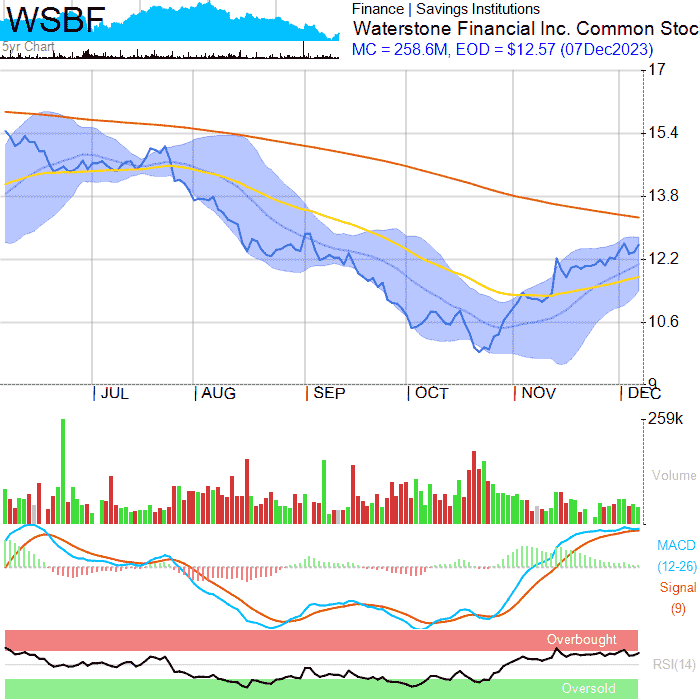 WSBF
5yr Chart
Finance | Savings Institutions
Waterstone Financial Inc. Common Stoc
MC = 258.6M, EOD = $12.57 (07Dec2023)
17
15.4
13.8
12.2
10.6
9
JUL
AUG
SEP
OCT
NOV
DEC
259k
Volume
MACD
(12-26)
Signal
(9)
Overbought
RSI(14)
Oversold